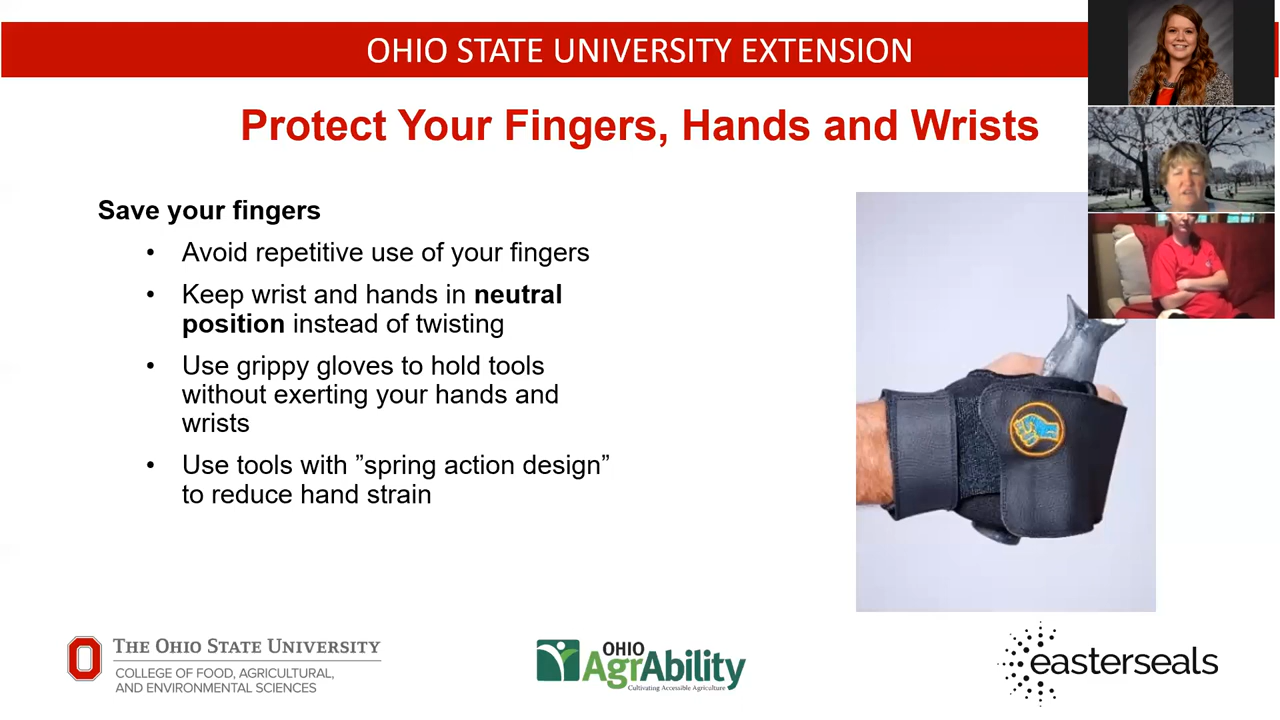 OHIO STATE UNIVERSITY EXTENSION
Protect Your Fingers, Hands and Wrists
Save your fingers
• Avoid repetitive use of your fingers
• Keep wrist and hands in neutral
position instead of twisting
• Use grippy gloves to hold tools
without exerting your hands and
wrists
• Use tools with ”spring action design”
to reduce hand strain
THE OHIO STATE UNIVERSITY
COLLEGE OF FOOD, AGRICULTURAL,
AND ENVIRONMENTAL SCIENCES
OHIO
AgrAbility
Cultivating Accessible Agriculture
easterseals